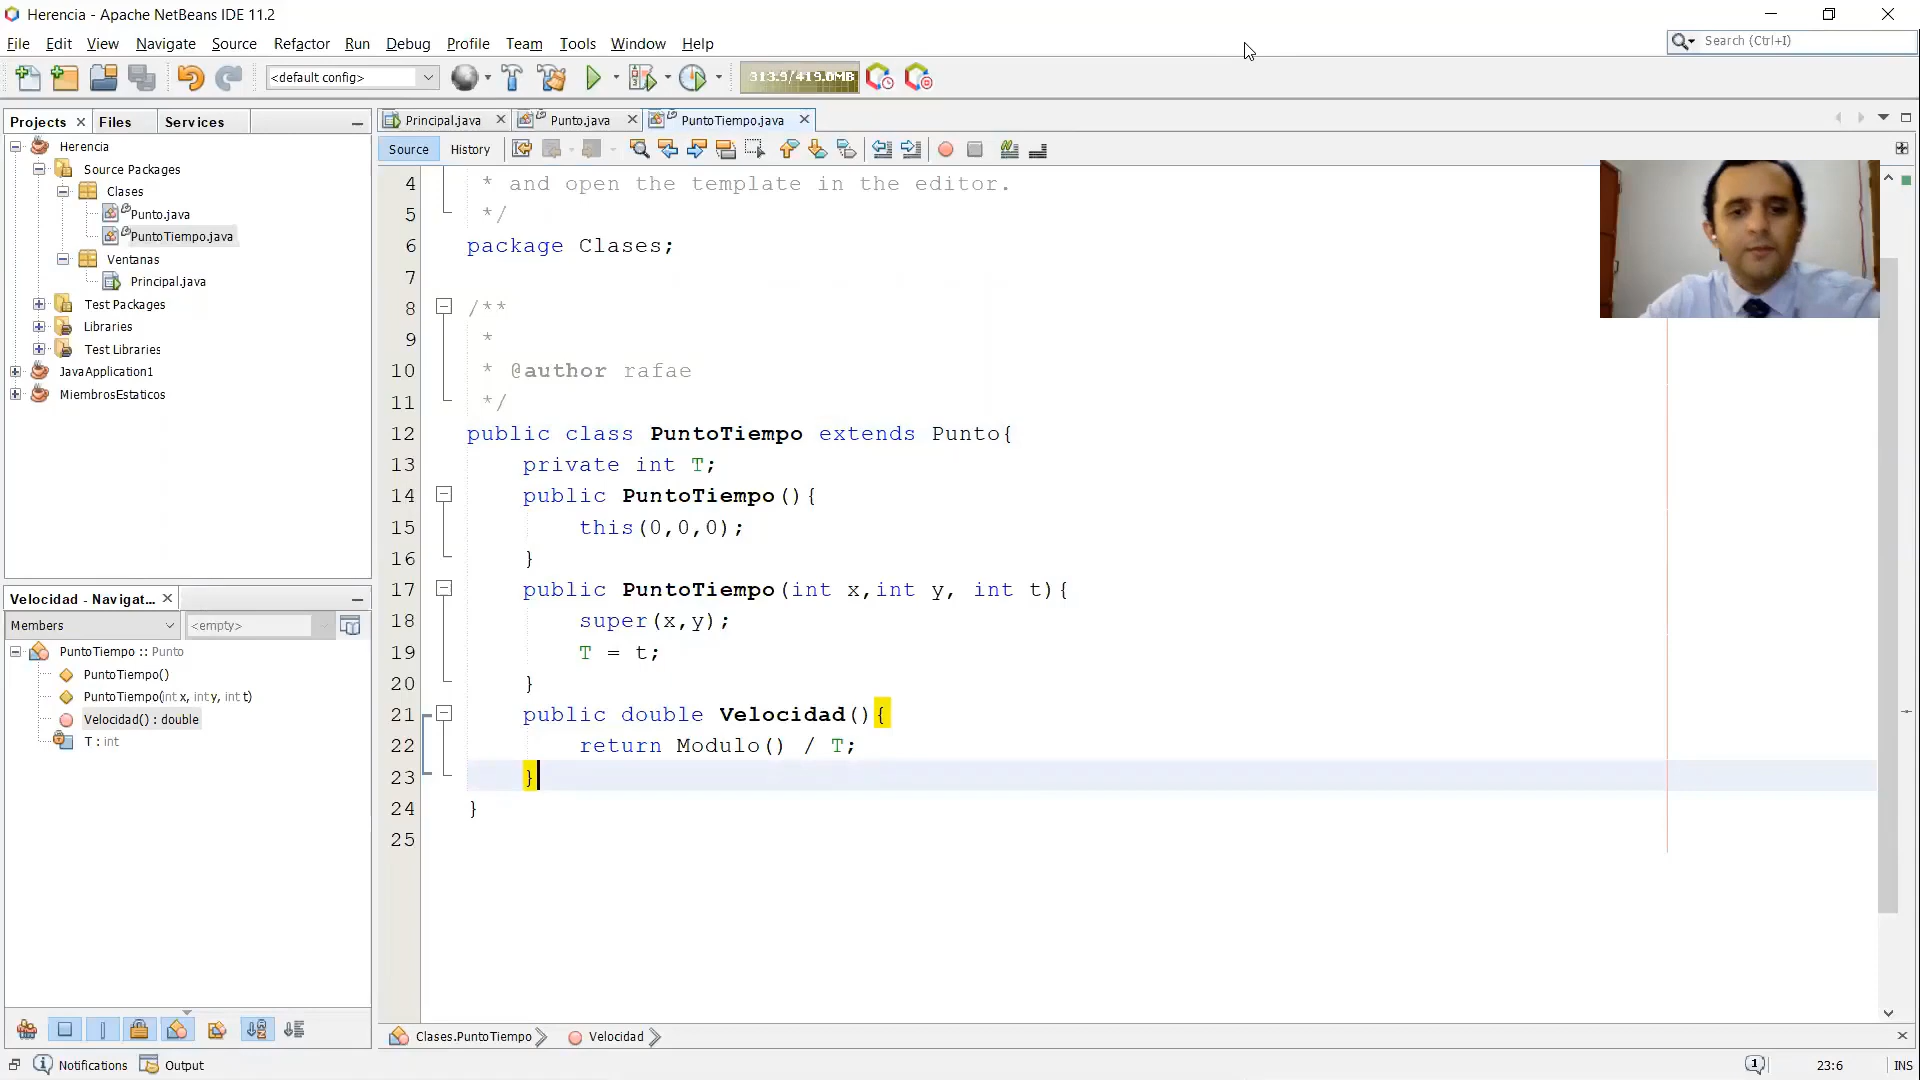 Herencia - Apache NetBeans IDE 11.2
File Edit View Navigate Source Refactor Run Debug Profile Team Tools Window Help
Search (Ctrl+I)
<default config>
313.9/419.0MB
Projects Files Services
Principal.java Punto.java PuntoTiempo.java
Source History
Herencia
Source Packages
Clases
Punto.java
PuntoTiempo.java
Ventanas
Principal.java
Test Packages
Libraries
Test Libraries
JavaApplication1
MiembrosEstaticos
Velocidad - Navigat...
Members
<empty>
PuntoTiempo :: Punto
PuntoTiempo()
PuntoTiempo(int x, int y, int t)
Velocidad() : double
T : int
4 * and open the template in the editor.
5 */
6 package Clases;
7
8 /**
9 *
10 * @author rafae
11 */
12 public class PuntoTiempo extends Punto{
13 private int T;
14 public PuntoTiempo(){
15 this(0,0,0);
16 }
17 public PuntoTiempo(int x,int y, int t){
18 super(x,y);
19 T = t;
20 }
21 public double Velocidad(){
22 return Modulo() / T;
23 }
24 }
25
Clases.PuntoTiempo Velocidad
Notifications Output
1
23:6 INS